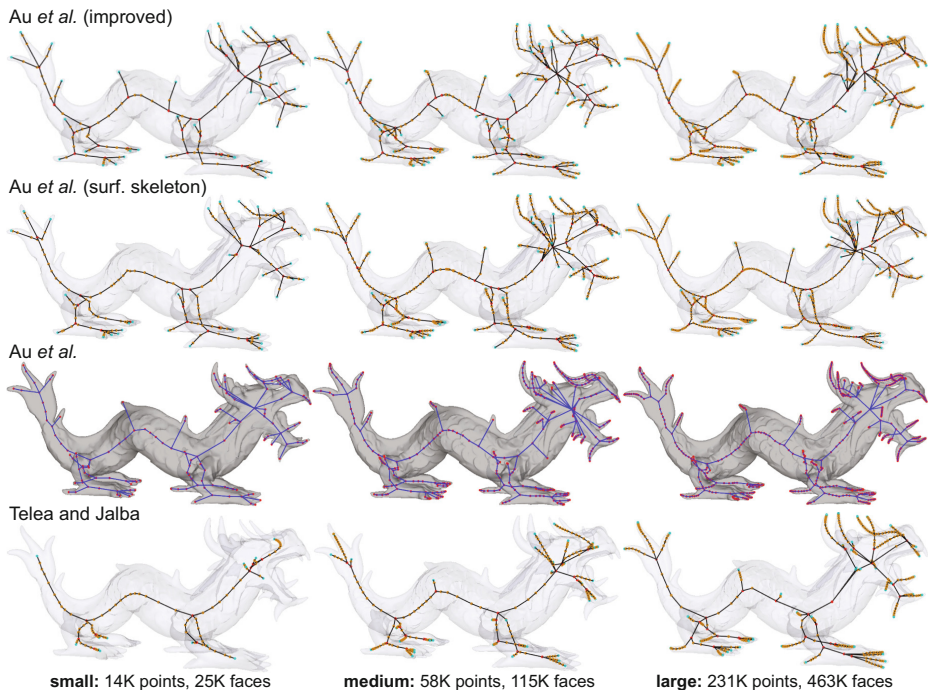 Au et al. (improved)
Au et al. (surf. skeleton)
Au et al.
Telea and Jalba
small: 14K points, 25K faces
medium: 58K points, 115K faces
large: 231K points, 463K faces